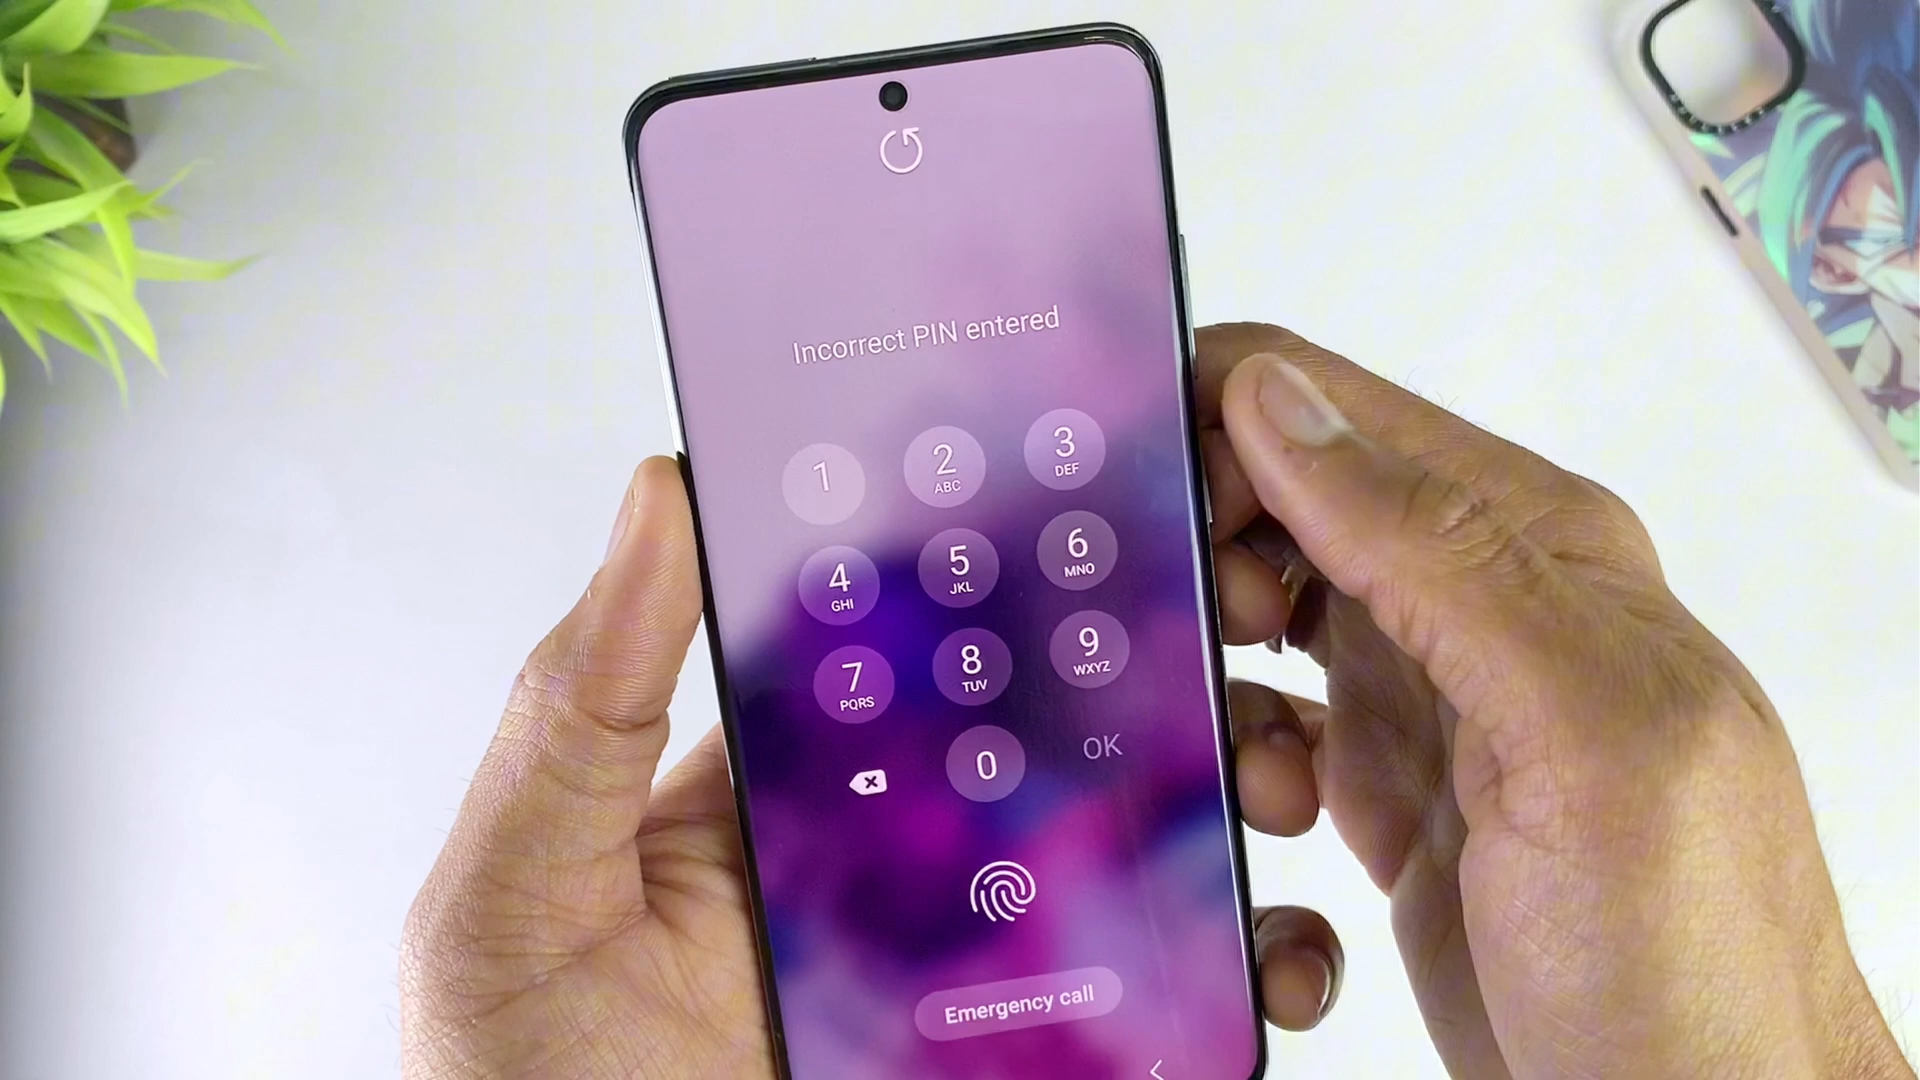 Incorrect PIN entered
1
2
ABC
3
DEF
4
GHI
5
JKL
6
MNO
7
PQRS
8
TUV
9
WXYZ
0
OK
Emergency call